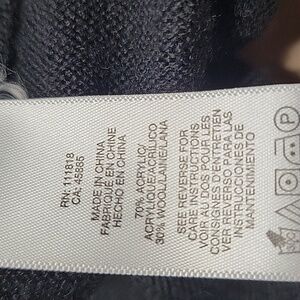 RN: 111818
CA: 45885
MADE IN CHINA
FABRIQUÉ EN CHINE
HECHO EN CHINA
70% ACRYLIC/
ACRYLIQUE/ACRÍLICO
30% WOOL/LAINE/LANA
SEE REVERSE FOR
CARE INSTRUCTIONS
VOIR AU DOS POUR LES
CONSIGNES D'ENTRETIEN
VER REVERSO PARA LAS
INSTRUCCIONES DE
MANTENIMIENTO